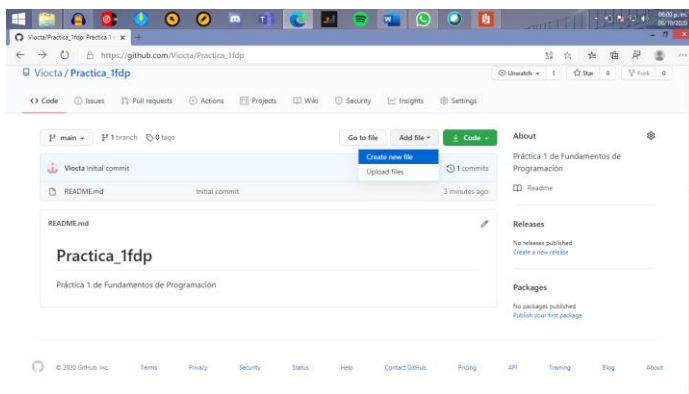 06:00 p. m.
06/10/2020
Viocta/Practica_1fdp: Práctica 1
https://github.com/Viocta/Practica_1fdp
Viocta / Practica_1fdp
Unwatch 1 Star 0 Fork 0
Code Issues Pull requests Actions Projects Wiki Security Insights Settings
main 1 branch 0 tags Go to file Add file Code
Create new file
Upload files
Viocta Initial commit 1 commits
README.md Initial commit 3 minutes ago
README.md
Practica_1fdp
Práctica 1 de Fundamentos de Programación
About
Práctica 1 de Fundamentos de
Programación
Readme
Releases
No releases published
Create a new release
Packages
No packages published
Publish your first package
© 2020 GitHub, Inc. Terms Privacy Security Status Help Contact GitHub Pricing API Training Blog About